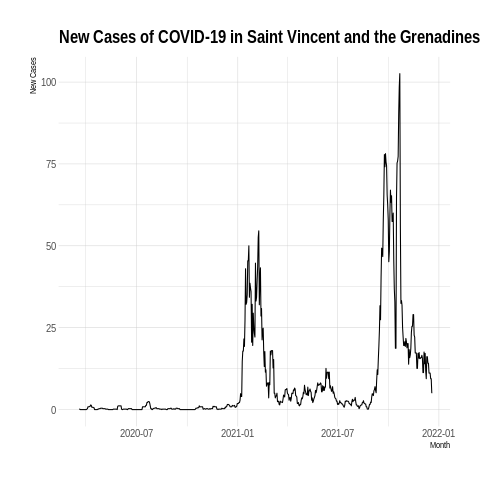 New Cases of COVID-19 in Saint Vincent and the Grenadines
New Cases
100
75
50
25
0
2020-07 2021-01 2021-07 2022-01
Month